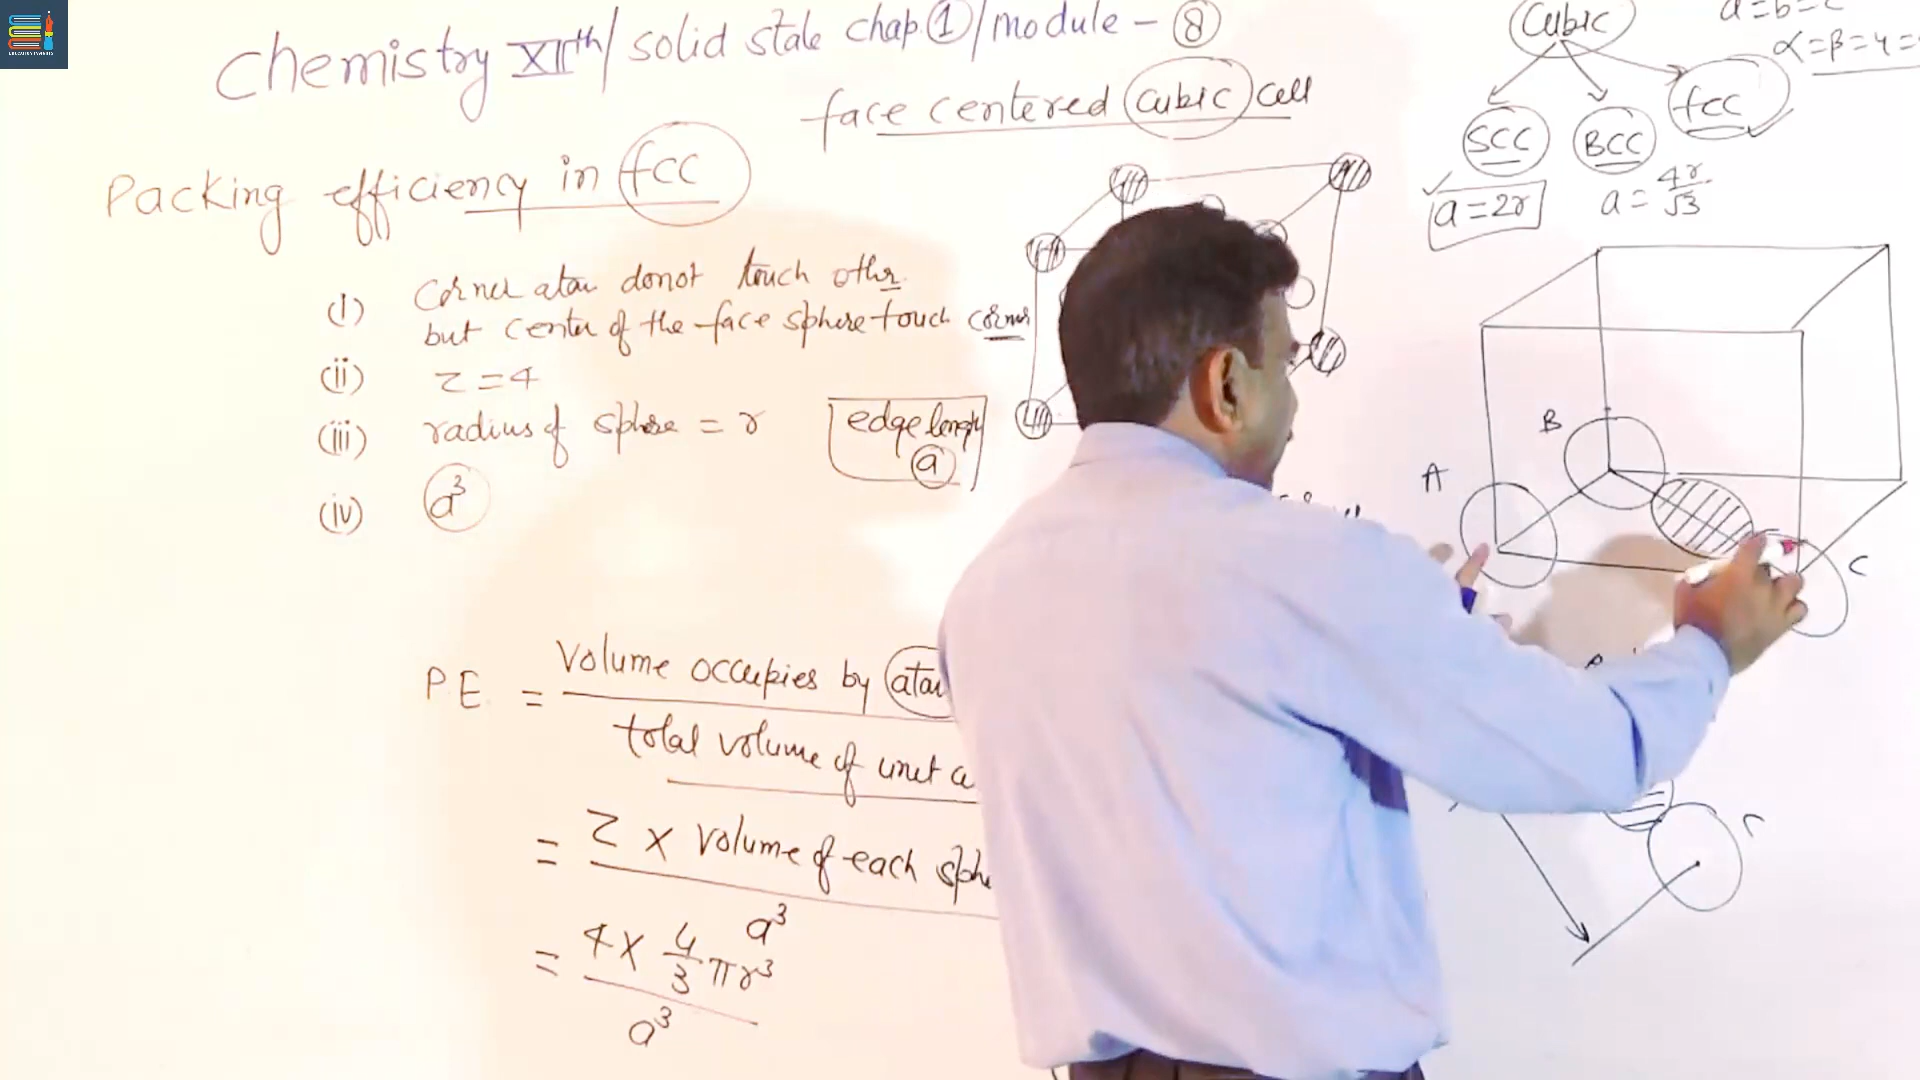 Chemistry XIIth/ solid state chap. 1 / module - 8
face centered cubic cell
Packing efficiency in fcc
(i) Corner atom donot touch other
but center of the face sphere touch corner
(ii) z = 4
(iii) radius of sphere = r
edge length
a
(iv) a³
P.E. = Volume occupies by atom
total volume of unit
= Z × volume of each
a³
= 4 × 4/3 πr³
a³
Cubic
a = b = c
SCC BCC fcc
a = 2r a = 4r/√3
B
A
C